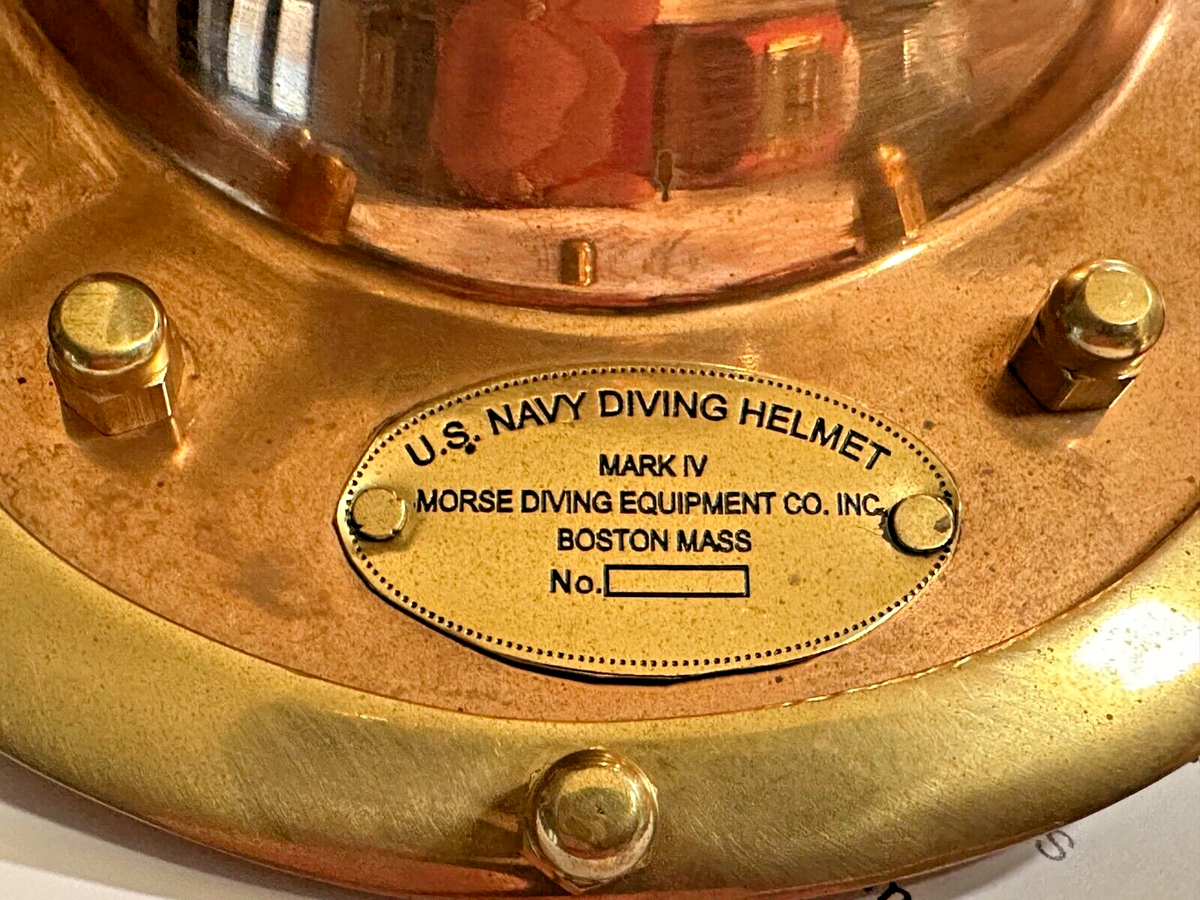 U.S. NAVY DIVING HELMET
MARK IV
MORSE DIVING EQUIPMENT CO. INC.
BOSTON MASS
No.